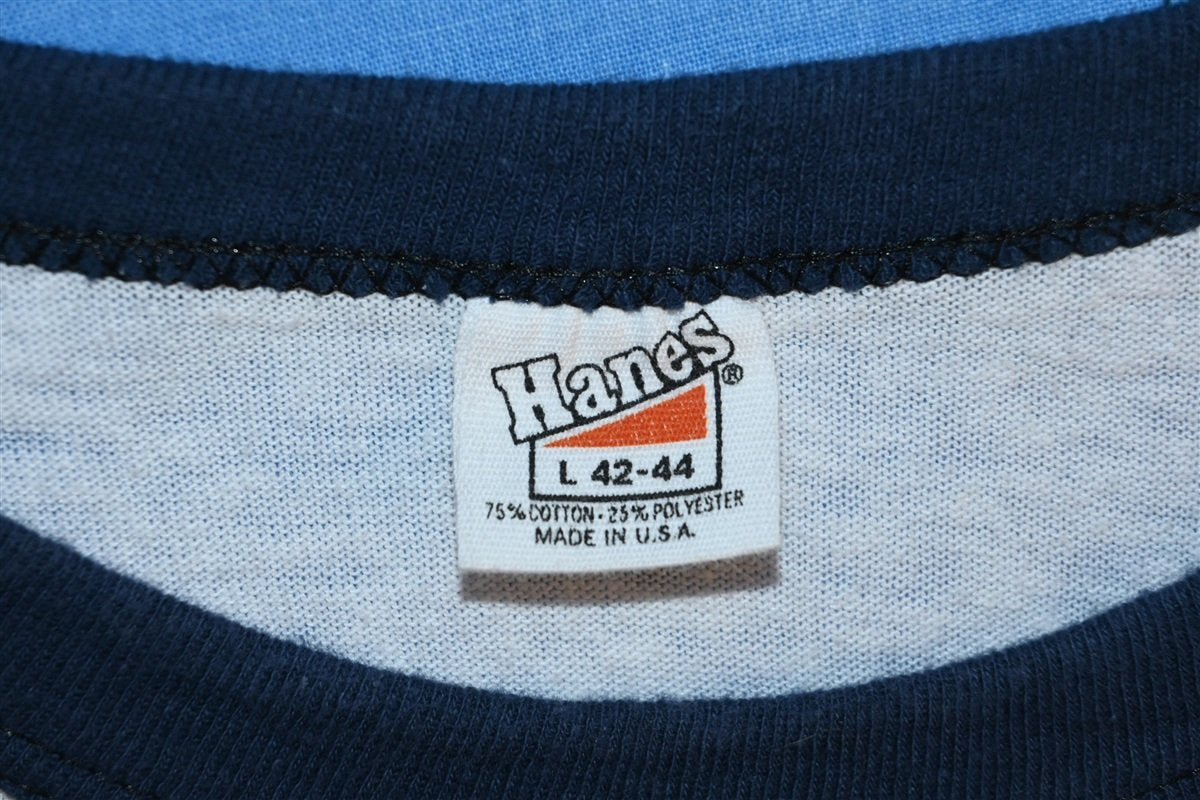 Hanes®
L 42-44
75% COTTON · 25% POLYESTER
MADE IN U.S.A.